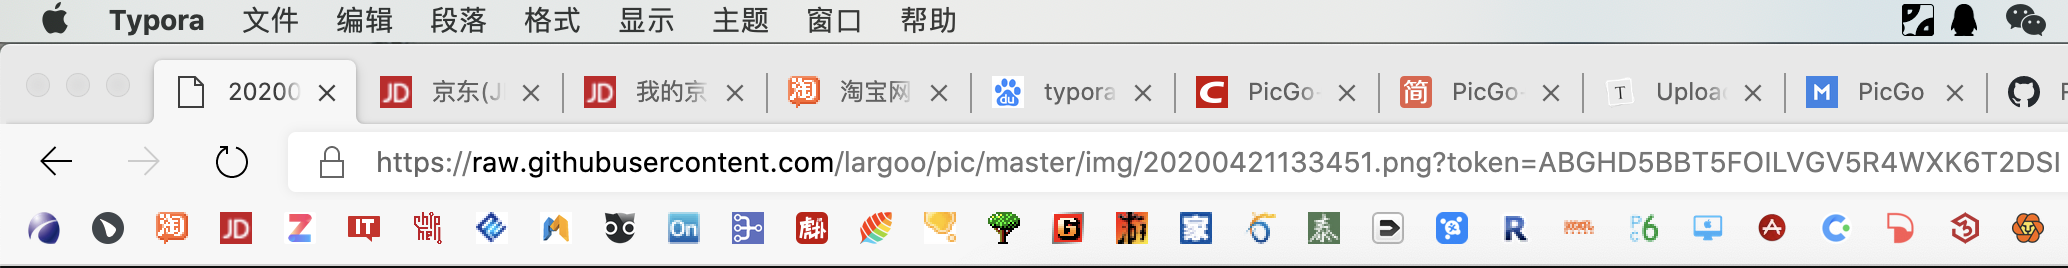 Typora 文件 编辑 段落 格式 显示 主题 窗口 帮助
20200 京东(J 我的京 淘宝网 typora PicGo- PicGo- Uploa PicGo
https://raw.githubusercontent.com/largoo/pic/master/img/20200421133451.png?token=ABGHD5BBT5FOILVGV5R4WXK6T2DSI